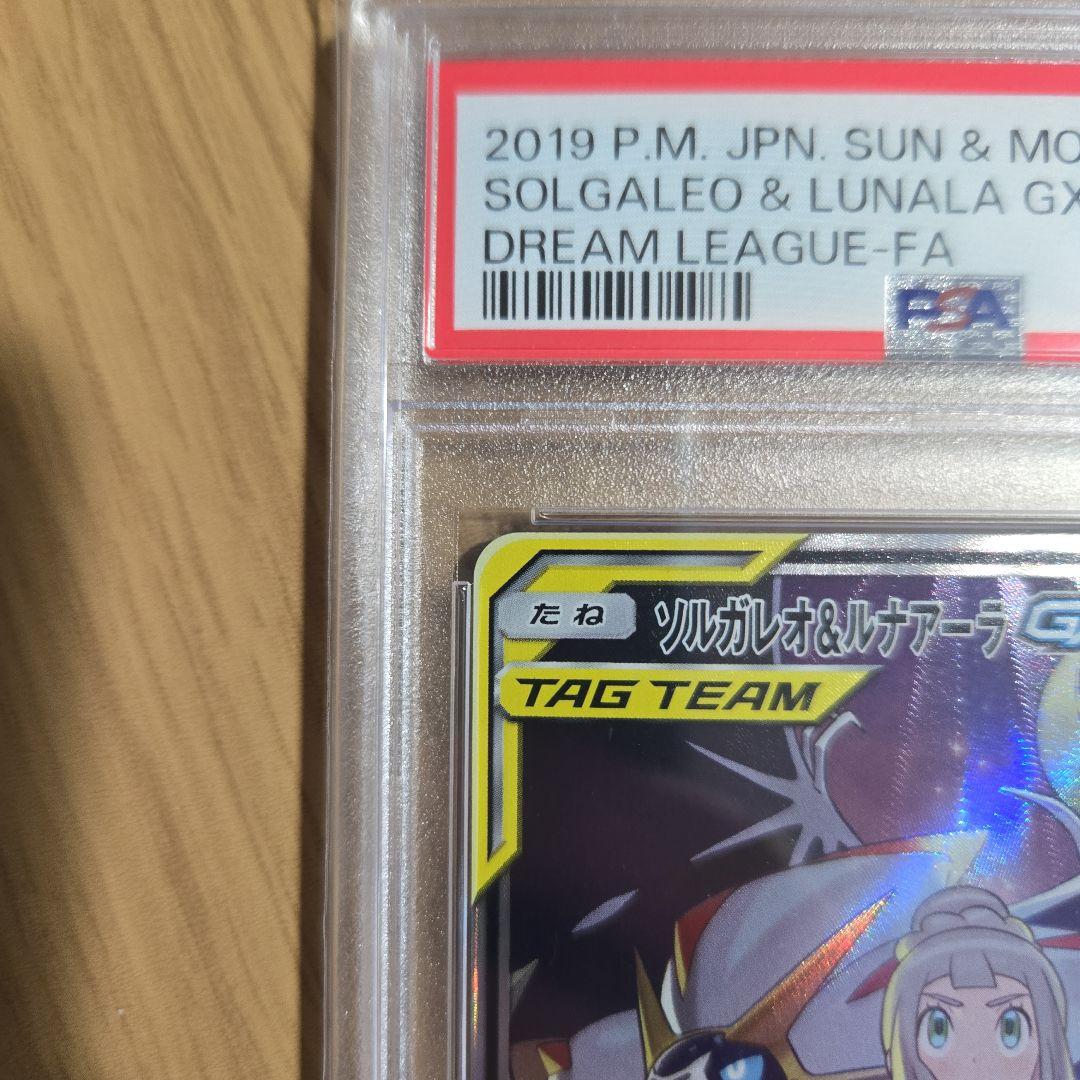 2019 P.M. JPN. SUN & MO
SOLGALEO & LUNALA GX
DREAM LEAGUE-FA
PSA
たね ソルガレオ&ルナアーラ
TAG TEAM